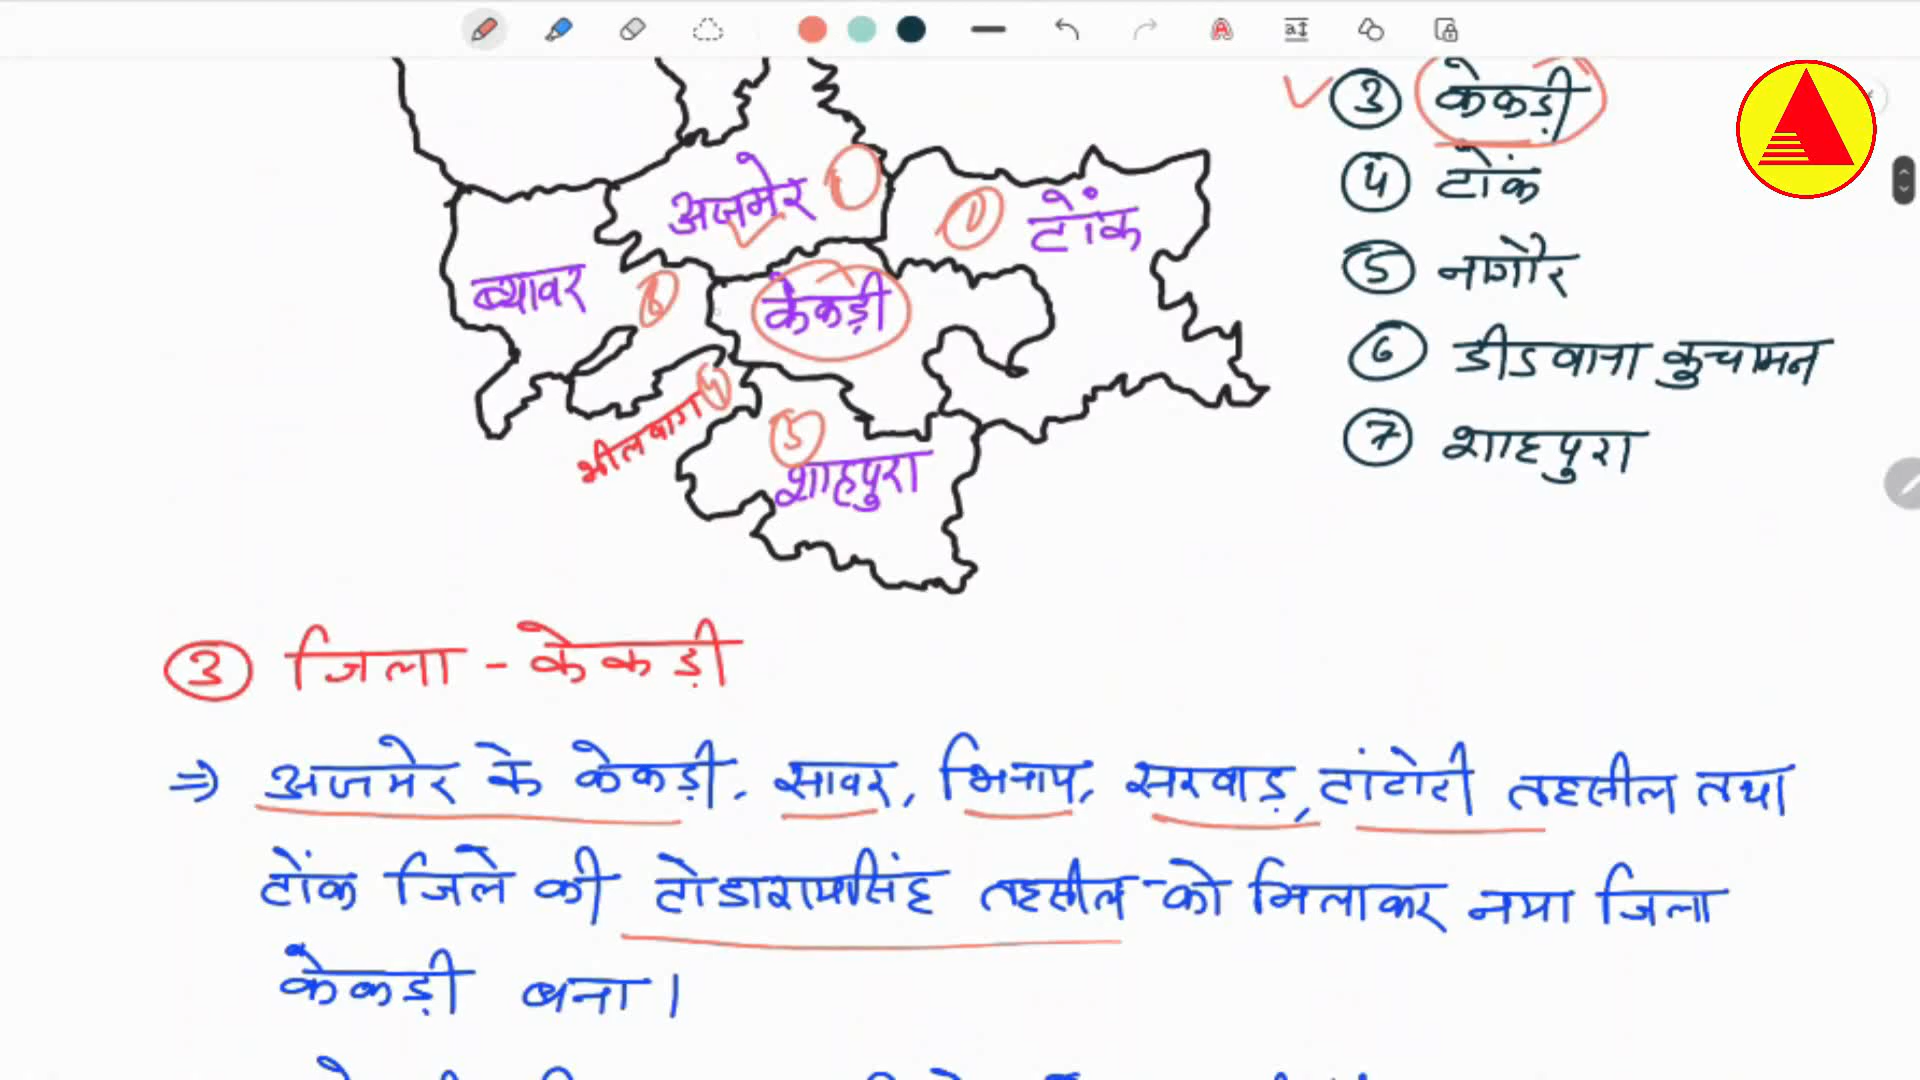 ③ केकड़ी
④ टोंक
⑤ नागौर
⑥ डीडवाना कुचामन
⑦ शाहपुरा
अजमेर
टोंक
ब्यावर
केकड़ी
भीलवाड़ा
शाहपुरा
③ जिला - केकड़ी
⇒ अजमेर के केकड़ी, सावर, भिनाय, सरवाड़, टांटोटी तहसील तथा
टोंक जिले की टोडारायसिंह तहसील को मिलाकर नया जिला
केकड़ी बना।